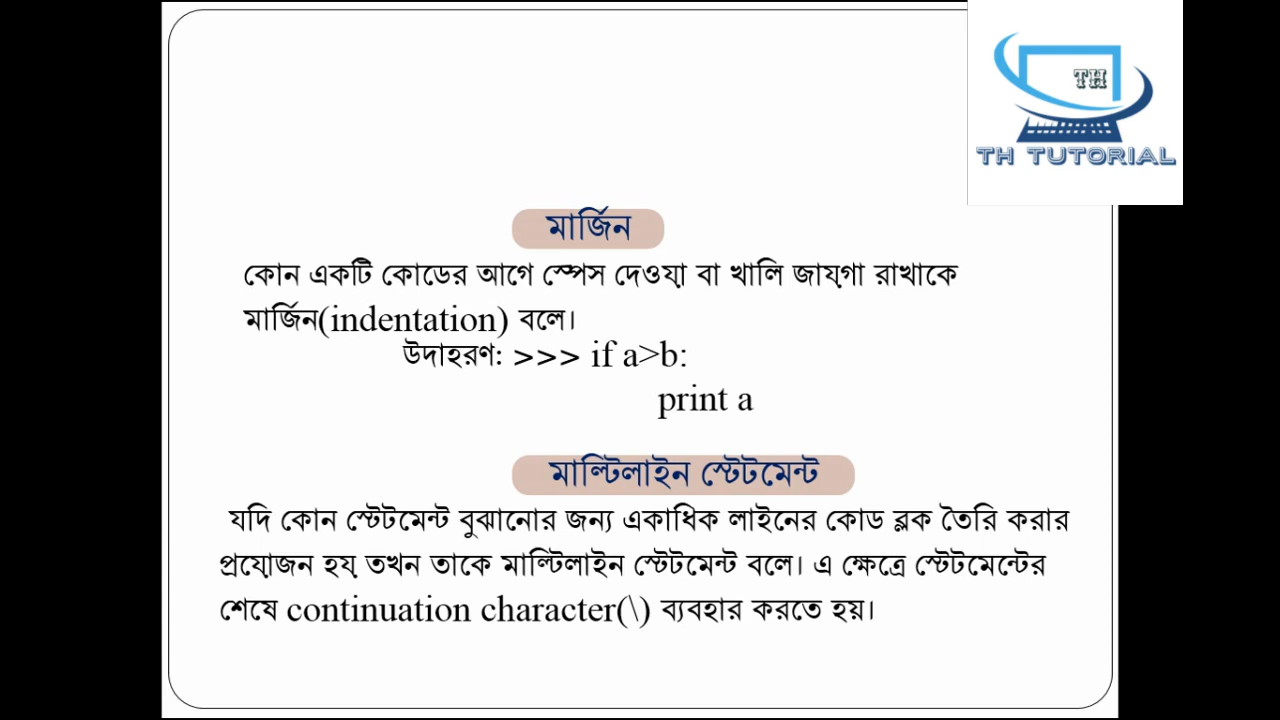 TH
TH TUTORIAL
মার্জিন
কোন একটি কোডের আগে স্পেস দেওয়া বা খালি জায়গা রাখাকে
মার্জিন(indentation) বলে।
উদাহরণ: >>> if a>b:
print a
মাল্টিলাইন স্টেটমেন্ট
যদি কোন স্টেটমেন্ট বুঝানোর জন্য একাধিক লাইনের কোড ব্লক তৈরি করার
প্রয়োজন হয় তখন তাকে মাল্টিলাইন স্টেটমেন্ট বলে। এ ক্ষেত্রে স্টেটমেন্টের
শেষে continuation character(\) ব্যবহার করতে হয়।